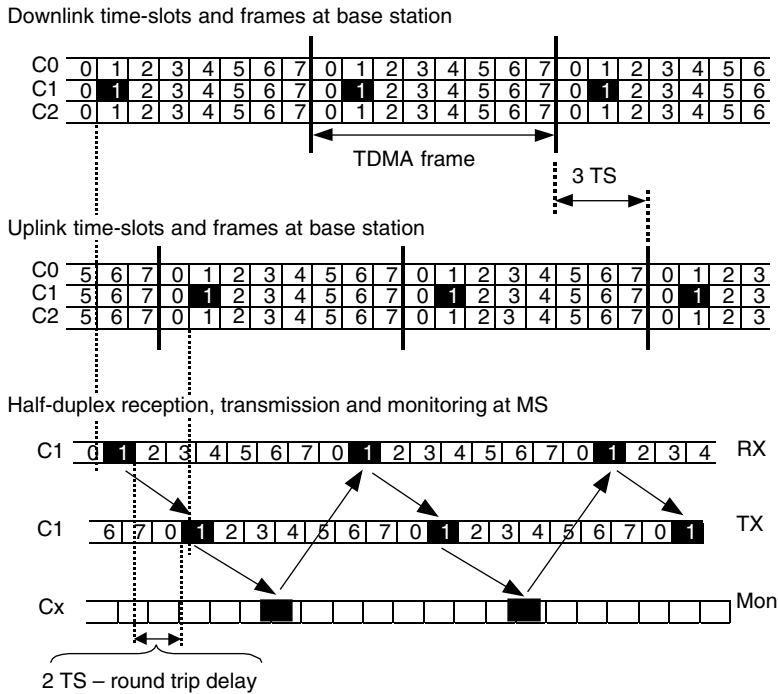 Downlink time-slots and frames at base station
C0 0 1 2 3 4 5 6 7 0 1 2 3 4 5 6 7 0 1 2 3 4 5 6
C1 0 1 2 3 4 5 6 7 0 1 2 3 4 5 6 7 0 1 2 3 4 5 6
C2 0 1 2 3 4 5 6 7 0 1 2 3 4 5 6 7 0 1 2 3 4 5 6
TDMA frame
3 TS
Uplink time-slots and frames at base station
C0 5 6 7 0 1 2 3 4 5 6 7 0 1 2 3 4 5 6 7 0 1 2 3
C1 5 6 7 0 1 2 3 4 5 6 7 0 1 2 3 4 5 6 7 0 1 2 3
C2 5 6 7 0 1 2 3 4 5 6 7 0 1 2 3 4 5 6 7 0 1 2 3
Half-duplex reception, transmission and monitoring at MS
C1 0 1 2 3 4 5 6 7 0 1 2 3 4 5 6 7 0 1 2 3 4 RX
C1 6 7 0 1 2 3 4 5 6 7 0 1 2 3 4 5 6 7 0 1 TX
Cx Mon
2 TS – round trip delay